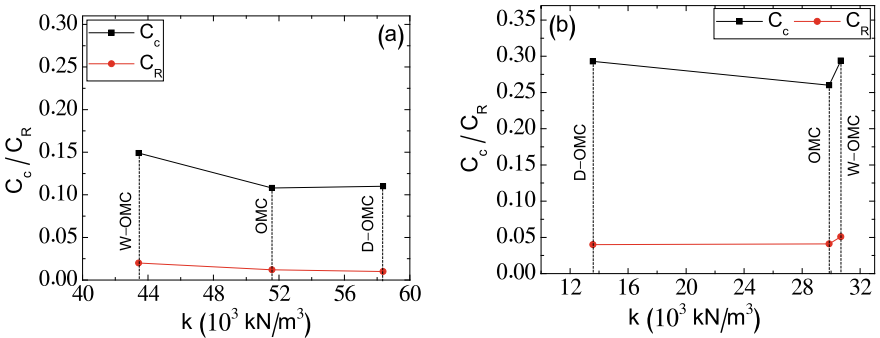 (a)
C_c
C_R
0.30
0.25
0.20
0.15
0.10
0.05
0.00
C_c / C_R
W-OMC
OMC
D-OMC
40 44 48 52 56 60
k (10^3 kN/m^3)
(b)
C_c C_R
0.35
0.30
0.25
0.20
0.15
0.10
0.05
0.00
C_c / C_R
D-OMC
OMC
W-OMC
12 16 20 24 28 32
k (10^3 kN/m^3)